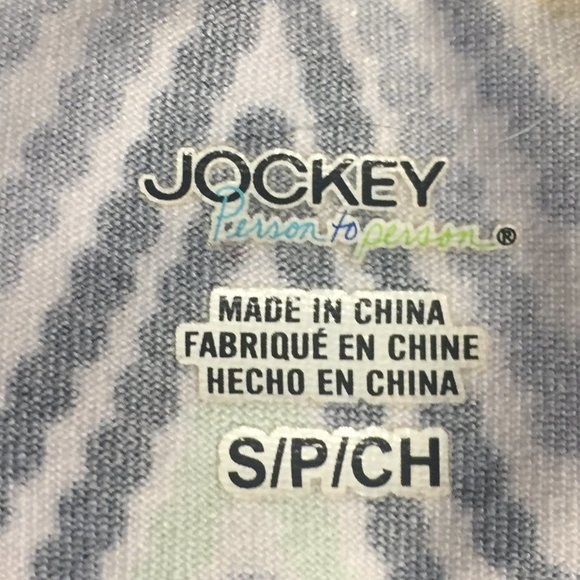 JOCKEY
Person to person ®
MADE IN CHINA
FABRIQUÉ EN CHINE
HECHO EN CHINA
S/P/CH